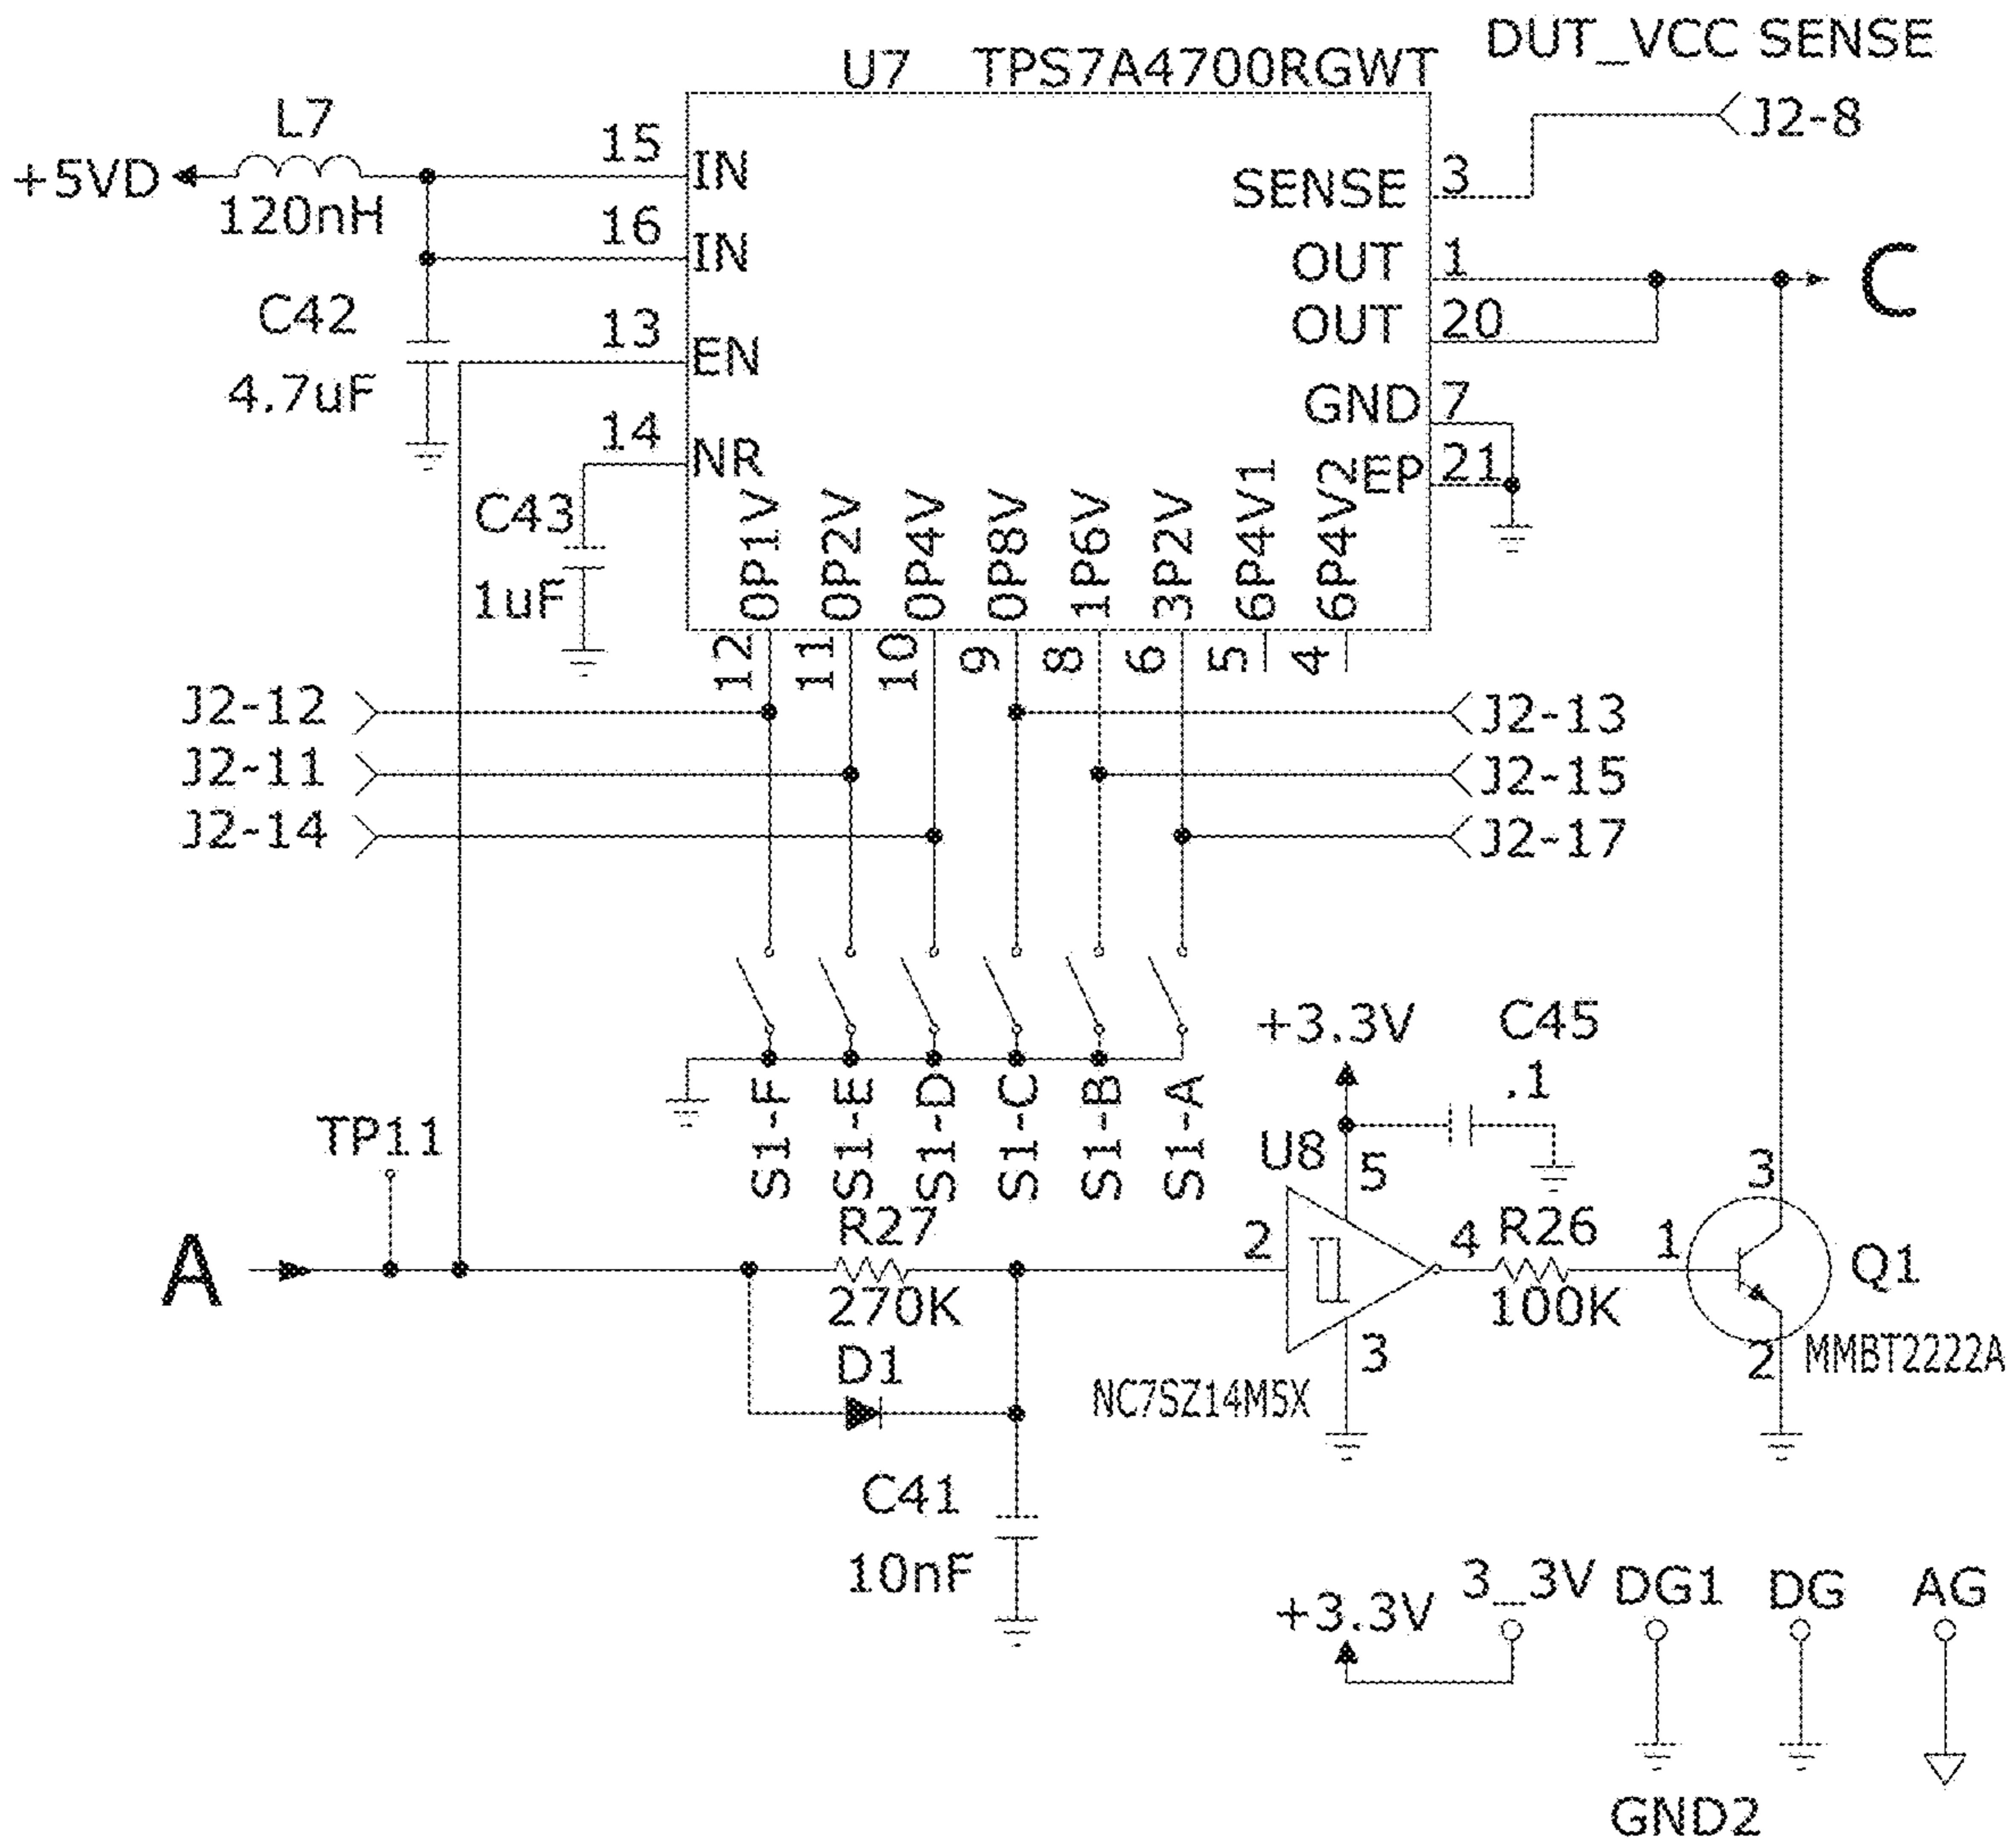 DUT_VCC SENSE
U7 TPS7A4700RGWT
L7
J2-8
+5VD
15
IN
SENSE
3
120nH
16
IN
OUT
1
C
C42
13
OUT
20
4.7uF
EN
GND
7
14
NR
EP
21
C43
1uF
0P1V
0P2V
0P4V
0P8V
1P6V
3P2V
6P4V1
6P4V2
12
11
10
9
8
6
5
4
J2-12
J2-13
J2-11
J2-15
J2-14
J2-17
+3.3V
C45
.1
S1-F
S1-E
S1-D
S1-C
S1-B
S1-A
TP11
U8
5
3
A
R27
2
4
R26
1
Q1
270K
100K
D1
3
2
MMBT2222A
NC7SZ14M5X
C41
10nF
+3.3V
3_3V
DG1
DG
AG
GND2